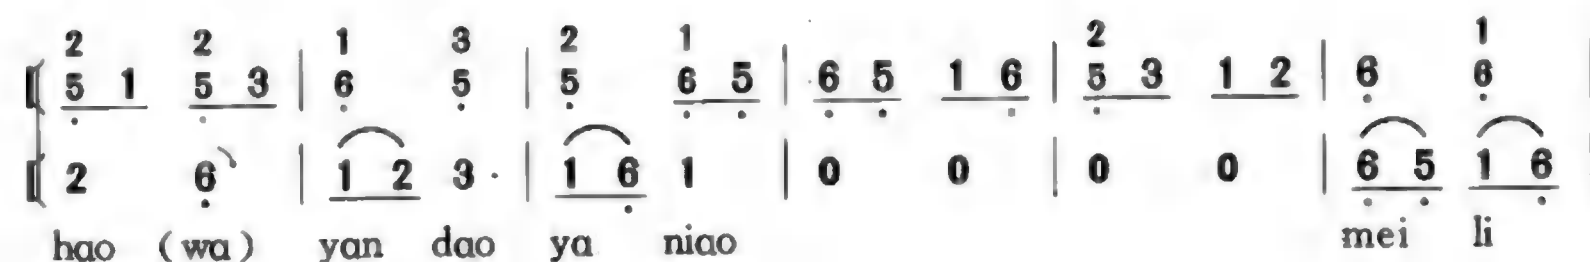 2 2 1 3 2 1 2 1
5 1 5 3 | 6 5 | 5 6 5 | 6 5 1 6 | 5 3 1 2 | 6 6
2 6 | 1 2 3 | 1 6 1 | 0 0 | 0 0 | 6 5 1 6
hao (wa) yan dao ya niao mei li